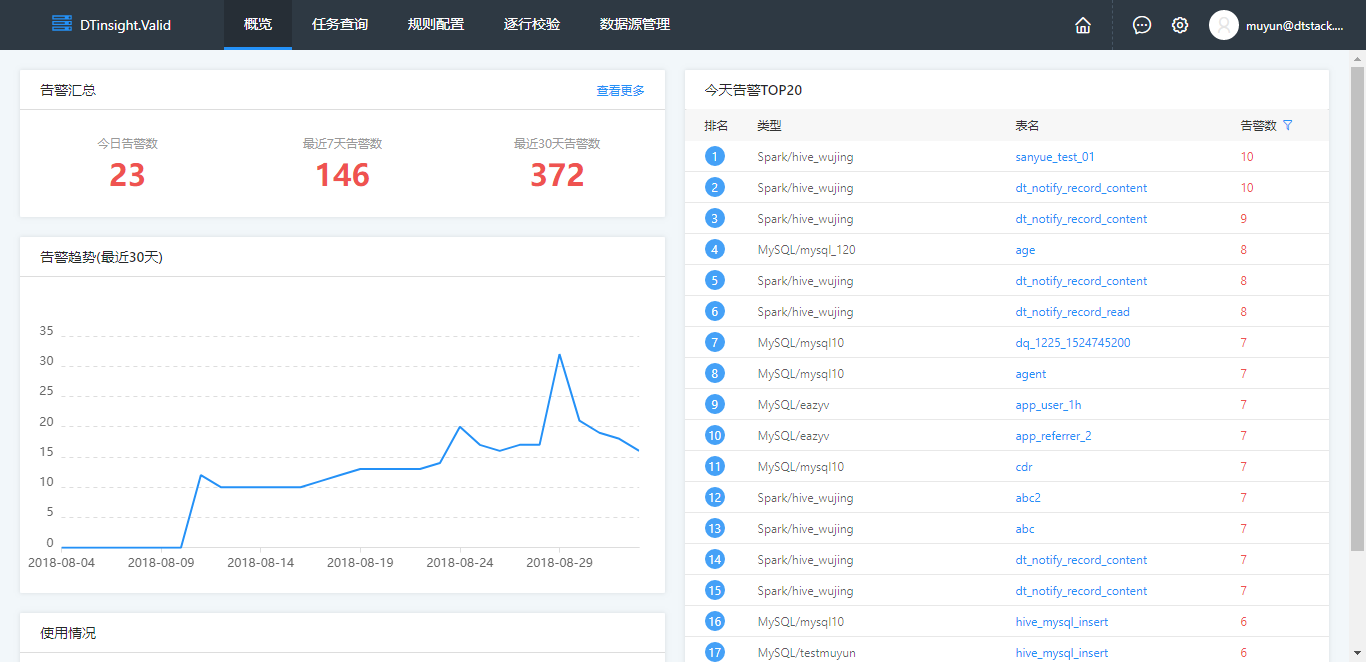 DTinsight.Valid 概览 任务查询 规则配置 逐行校验 数据源管理 muyun@dtstack....
告警汇总 查看更多
今日告警数 最近7天告警数 最近30天告警数
23 146 372
告警趋势(最近30天)
35
30
25
20
15
10
5
0
2018-08-04 2018-08-09 2018-08-14 2018-08-19 2018-08-24 2018-08-29
使用情况
今天告警TOP20
排名 类型 表名 告警数
1 Spark/hive_wujing sanyue_test_01 10
2 Spark/hive_wujing dt_notify_record_content 10
3 Spark/hive_wujing dt_notify_record_content 9
4 MySQL/mysql_120 age 8
5 Spark/hive_wujing dt_notify_record_content 8
6 Spark/hive_wujing dt_notify_record_read 8
7 MySQL/mysql10 dq_1225_1524745200 7
8 MySQL/mysql10 agent 7
9 MySQL/eazyv app_user_1h 7
10 MySQL/eazyv app_referrer_2 7
11 MySQL/mysql10 cdr 7
12 Spark/hive_wujing abc2 7
13 Spark/hive_wujing abc 7
14 Spark/hive_wujing dt_notify_record_content 7
15 Spark/hive_wujing dt_notify_record_content 7
16 MySQL/mysql10 hive_mysql_insert 6
17 MySQL/testmuyun hive_mysql_insert 6